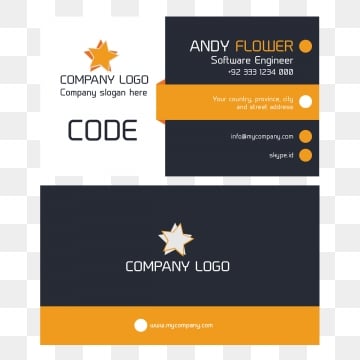 COMPANY LOGO
Company slogan here
CODE
ANDY FLOWER
Software Engineer
+92 333 1234 000
Your country, province, city
and street address
info@mycompany.com
skype.id
COMPANY LOGO
www.mycompany.com